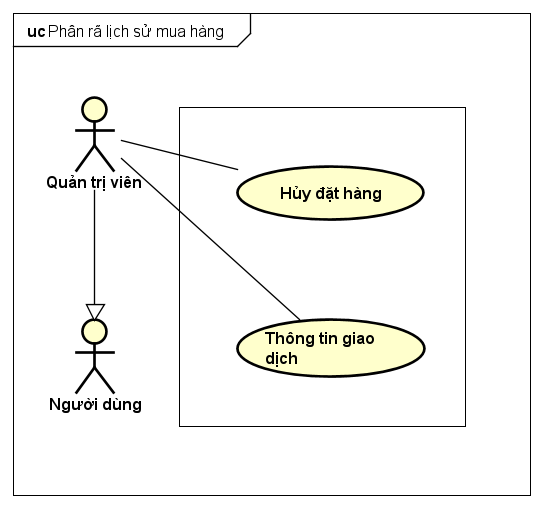 uc Phân rã lịch sử mua hàng
Quản trị viên
Hủy đặt hàng
Thông tin giao
dịch
Người dùng